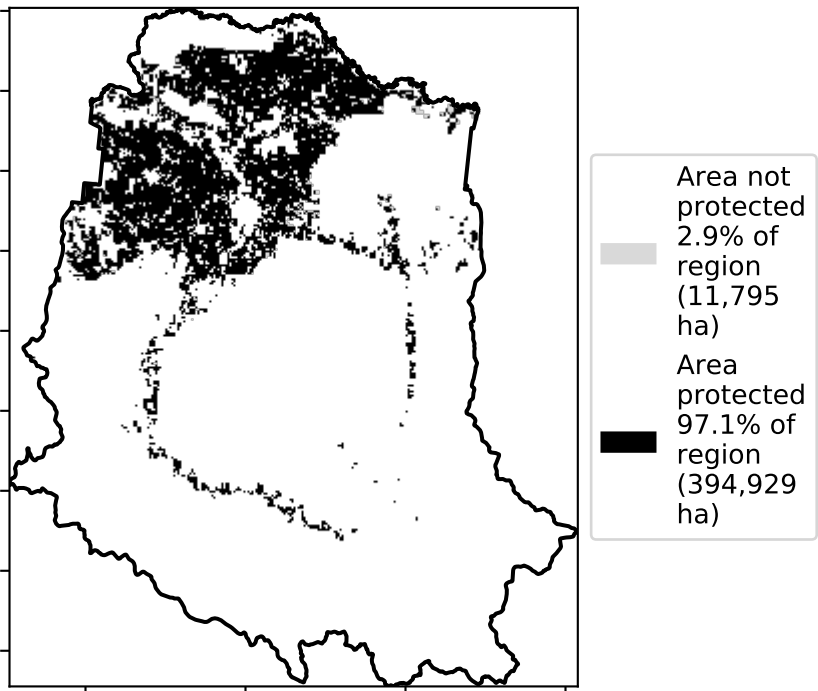 Area not
protected
2.9% of
region
(11,795
ha)
Area
protected
97.1% of
region
(394,929
ha)